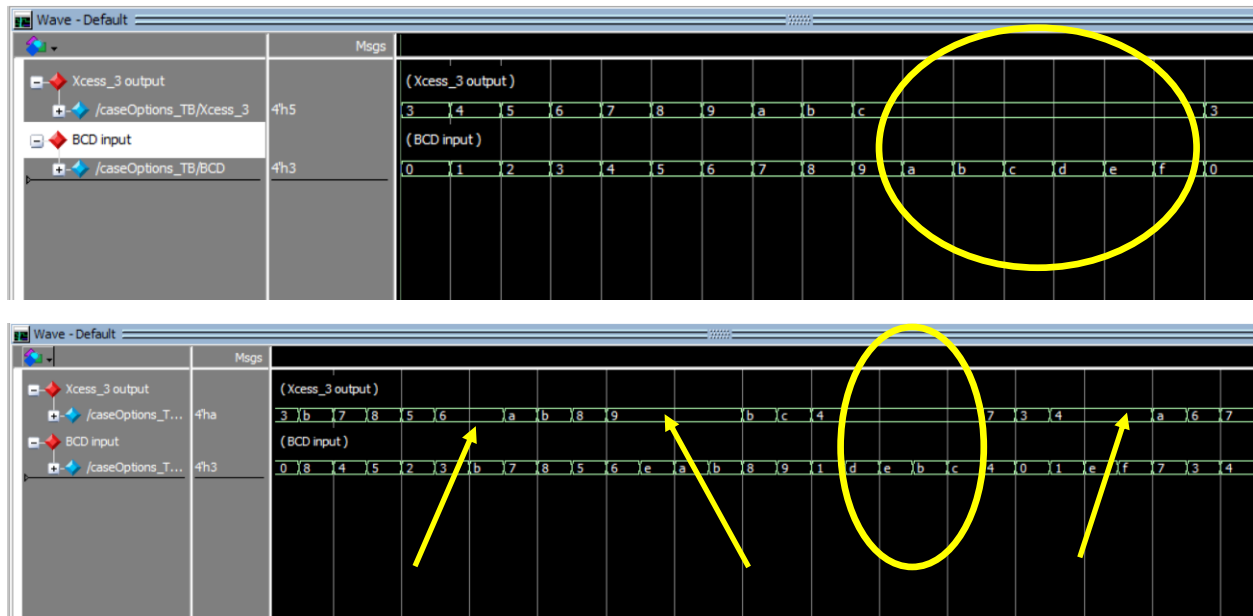 Wave - Default
Msgs
Xcess_3 output
(Xcess_3 output)
/caseOptions_TB/Xcess_3 4'h5 3 4 5 6 7 8 9 a b c 3
BCD input
(BCD input)
/caseOptions_TB/BCD 4'h3 0 1 2 3 4 5 6 7 8 9 a b c d e f 0
Wave - Default
Msgs
Xcess_3 output
(Xcess_3 output)
/caseOptions_T... 4'ha 3 b 7 8 5 6 a b 8 9 b c 4 7 3 4 a 6 7
BCD input
(BCD input)
/caseOptions_T... 4'h3 0 8 4 5 2 3 b 7 8 5 6 e a b 8 9 1 d e b c 4 0 1 e f 7 3 4